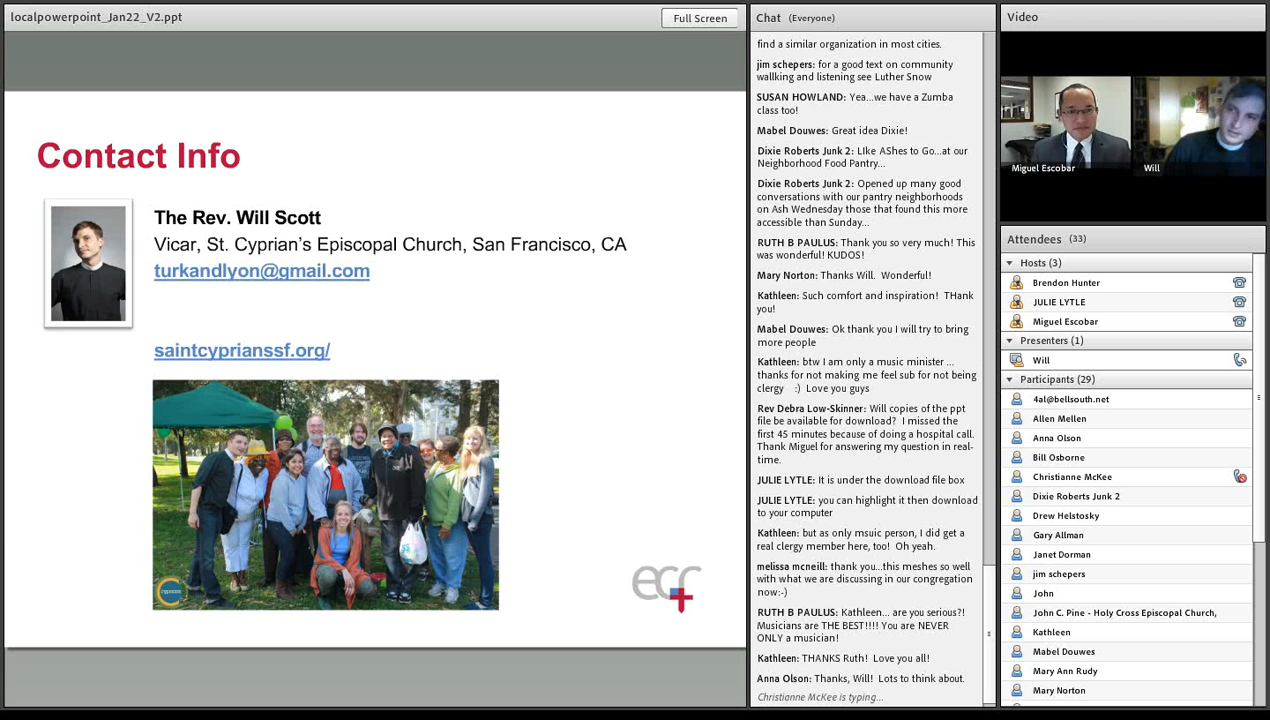 localpowerpoint_Jan22_V2.ppt
Full Screen
Contact Info
The Rev. Will Scott
Vicar, St. Cyprian's Episcopal Church, San Francisco, CA
turkandlyon@gmail.com
saintcyprianssf.org/
ecf
Chat (Everyone)
find a similar organization in most cities.
jim schepers: for a good text on community
wallking and listening see Luther Snow
SUSAN HOWLAND: Yea...we have a Zumba
class too!
Mabel Douwes: Great idea Dixie!
Dixie Roberts Junk 2: LIke AShes to Go...at our
Neighborhood Food Pantry...
Dixie Roberts Junk 2: Opened up many good
conversations with our pantry neighborhoods
on Ash Wednesday those that found this more
accessible than Sunday...
RUTH B PAULUS: Thank you so very much! This
was wonderful! KUDOS!
Mary Norton: Thanks Will. Wonderful!
Kathleen: Such comfort and inspiration! THank
you!
Mabel Douwes: Ok thank you I will try to bring
more people
Kathleen: btw I am only a music minister ...
thanks for not making me feel sub for not being
clergy :) Love you guys
Rev Debra Low-Skinner: Will copies of the ppt
file be available for download? I missed the
first 45 minutes because of doing a hospital call.
Thank Miguel for answering my question in real-
time.
JULIE LYTLE: It is under the download file box
JULIE LYTLE: you can highlight it then download
to your computer
Kathleen: but as only msuic person, I did get a
real clergy member here, too! Oh yeah.
melissa mcneill: thank you...this meshes so well
with what we are discussing in our congregation
now:-)
RUTH B PAULUS: Kathleen... are you serious?!
Musicians are THE BEST!!!! You are NEVER
ONLY a musician!
Kathleen: THANKS Ruth! Love you all!
Anna Olson: Thanks, Will! Lots to think about.
Christianne McKee is typing...
Video
Miguel Escobar
Will
Attendees (33)
Hosts (3)
Brendon Hunter
JULIE LYTLE
Miguel Escobar
Presenters (1)
Will
Participants (29)
4al@bellsouth.net
Allen Mellen
Anna Olson
Bill Osborne
Christianne McKee
Dixie Roberts Junk 2
Drew Helstosky
Gary Allman
Janet Dorman
jim schepers
John
John C. Pine - Holy Cross Episcopal Church,
Kathleen
Mabel Douwes
Mary Ann Rudy
Mary Norton